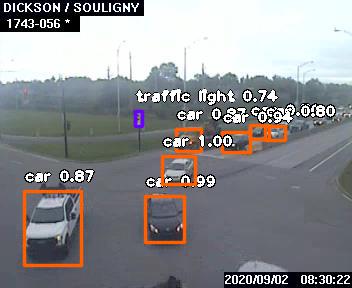 DICKSON / SOULIGNY
1743-056 *
traffic light 0.74
car 0.94
car 1.00
car 0.87
car 0.99
2020/09/02 08:30:22